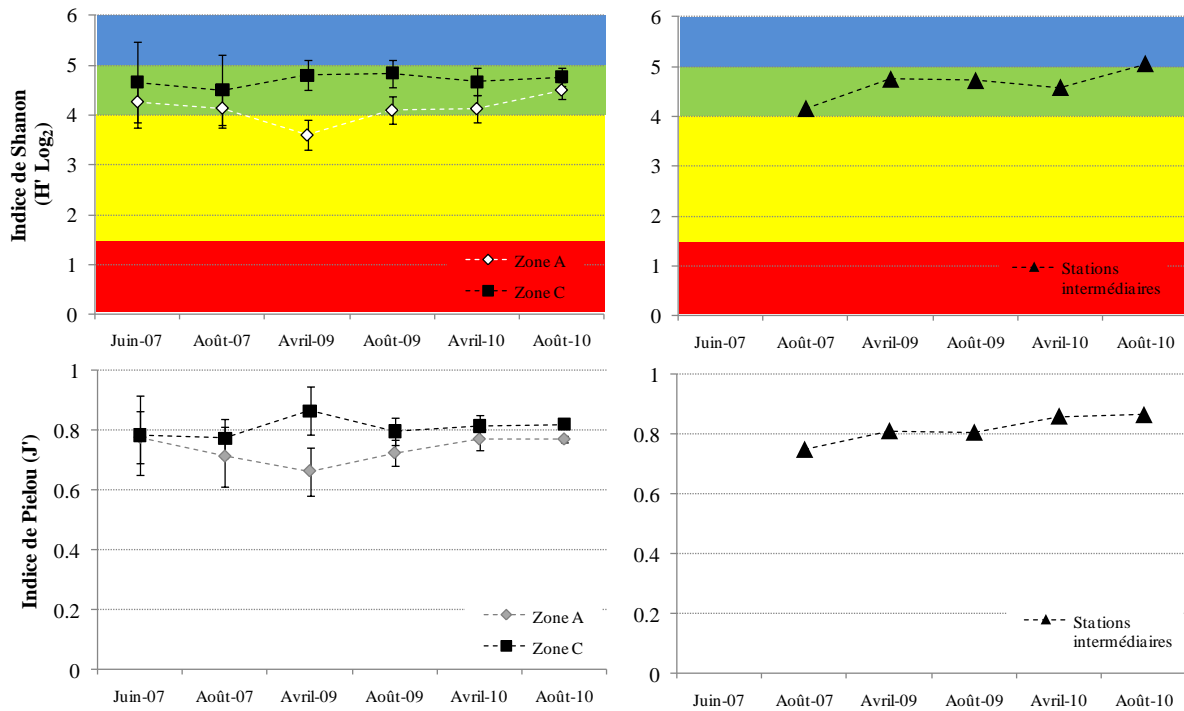 Indice de Shanon
(H' Log2)
6
5
4
3
2
1
0
Zone A
Zone C
Juin-07 Août-07 Avril-09 Août-09 Avril-10 Août-10
6
5
4
3
2
1
0
Stations
intermédiaires
Juin-07 Août-07 Avril-09 Août-09 Avril-10 Août-10
Indice de Pielou (J')
1
0.8
0.6
0.4
0.2
0
Zone A
Zone C
Juin-07 Août-07 Avril-09 Août-09 Avril-10 Août-10
1
0.8
0.6
0.4
0.2
0
Stations
intermédiaires
Juin-07 Août-07 Avril-09 Août-09 Avril-10 Août-10